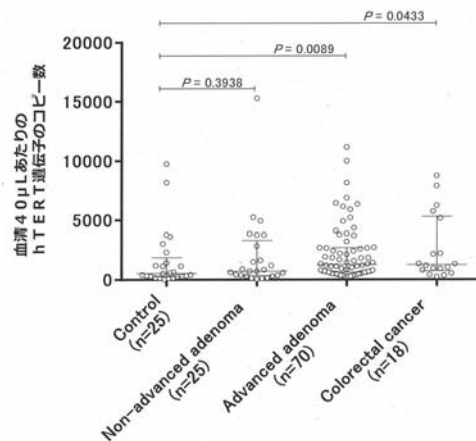 P = 0.0433
P = 0.0089
P = 0.3938
血清40μLあたりの
hTERT遺伝子のコピー数
20000
15000
10000
5000
0
Control
(n=25)
Non-advanced adenoma
(n=25)
Advanced adenoma
(n=70)
Colorectal cancer
(n=18)